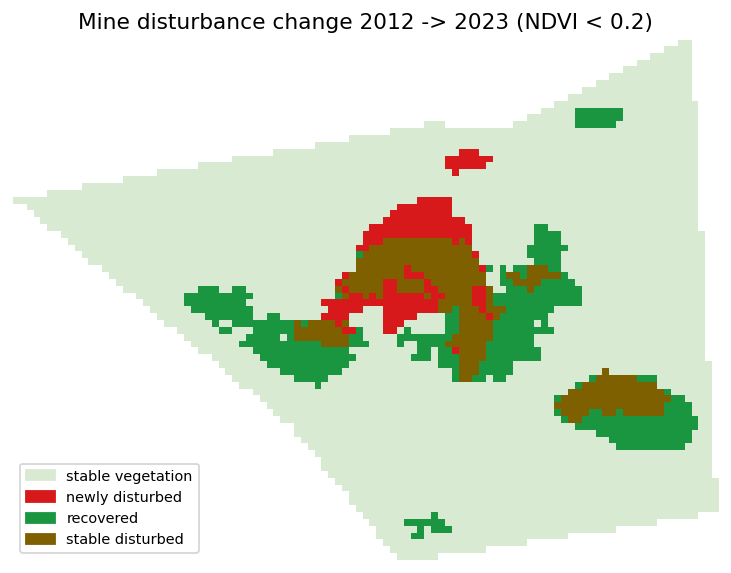 Mine disturbance change 2012 -> 2023 (NDVI < 0.2)
stable vegetation
newly disturbed
recovered
stable disturbed